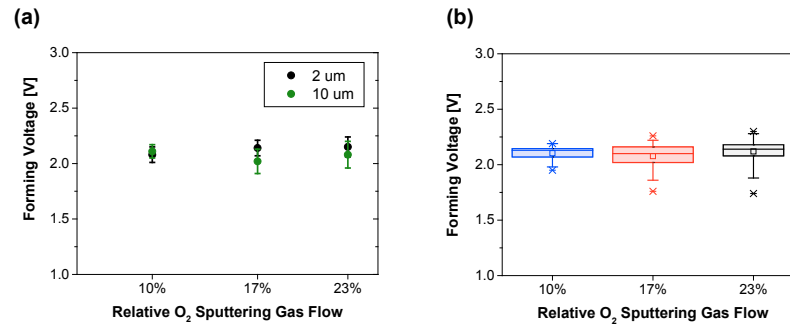 (a)
3.0
2.5
2.0
1.5
1.0
Forming Voltage [V]
2 um
10 um
10%
17%
23%
Relative O₂ Sputtering Gas Flow
(b)
3.0
2.5
2.0
1.5
1.0
Forming Voltage [V]
10%
17%
23%
Relative O₂ Sputtering Gas Flow